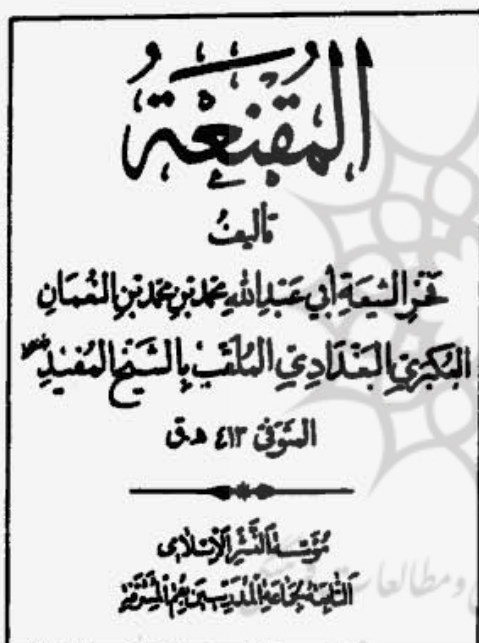 المقنعة
تأليف
فخر الشيعة أبي عبد الله محمد بن محمد بن النعمان
العكبري البغدادي الملقب بالشيخ المفيد
المتوفى ٤١٣ هـ ق
مؤسسة النشر الإسلامي
التابعة لجماعة المدرسين بقم المشرفة
ومطالعات